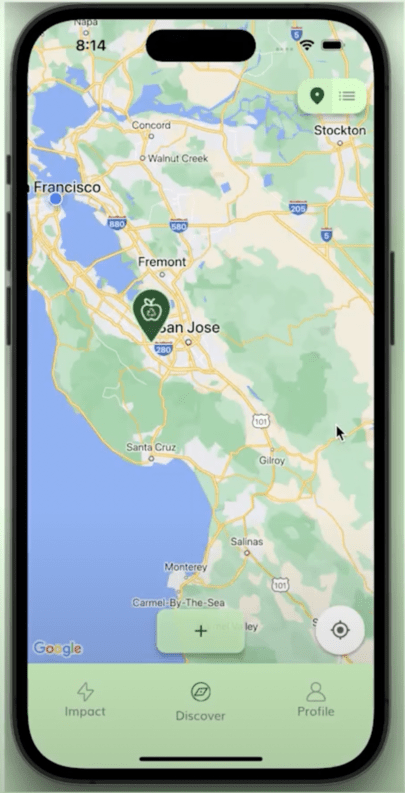 Napa
8:14
5
Concord
Stockton
Walnut Creek
Francisco
205
880
580
5
Fremont
San Jose
280
101
Santa Cruz
Gilroy
Salinas
Monterey
101
Carmel-By-The-Sea
+
Valley
Google
Impact
Discover
Profile